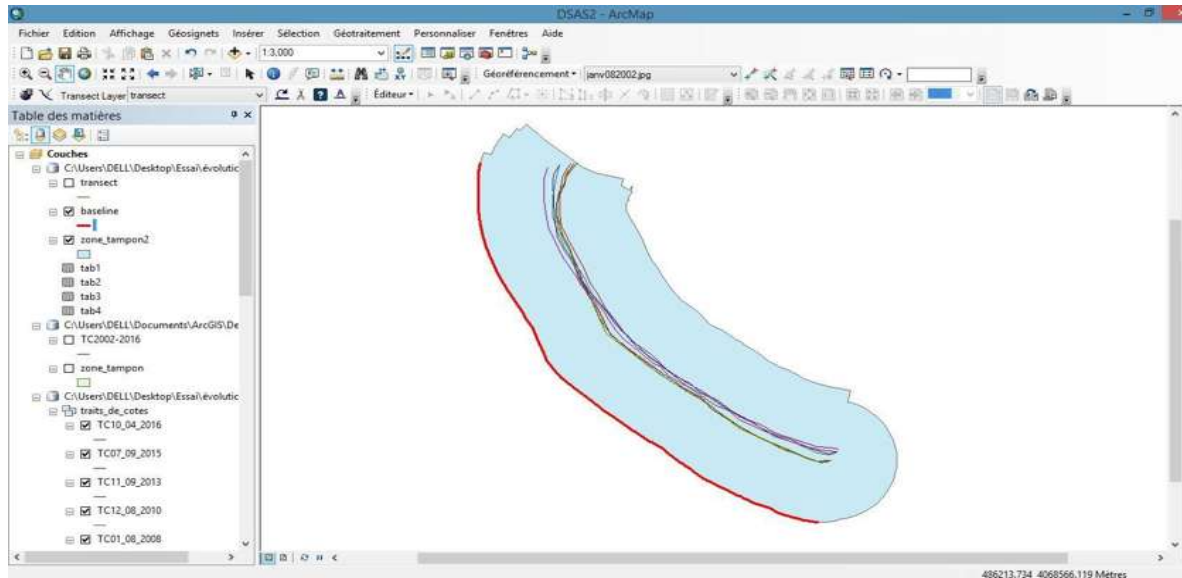 DSAS2 - ArcMap
Fichier Edition Affichage Géosignets Insérer Sélection Géotraitement Personnaliser Fenêtres Aide
1:3,000
Géoréférencement janv082002.jpg
Transect Layer transect Éditeur
Table des matières
Couches
C:\Users\DELL\Desktop\Essai\évolutic
transect
baseline
zone_tampon2
tab1
tab2
tab3
tab4
C:\Users\DELL\Documents\ArcGIS\De
TC2002-2016
zone_tampon
C:\Users\DELL\Desktop\Essai\évolutic
traits_de_cotes
TC10_04_2016
TC07_09_2015
TC11_09_2013
TC12_08_2010
TC01_08_2008
486213,734 4068566,119 Mètres